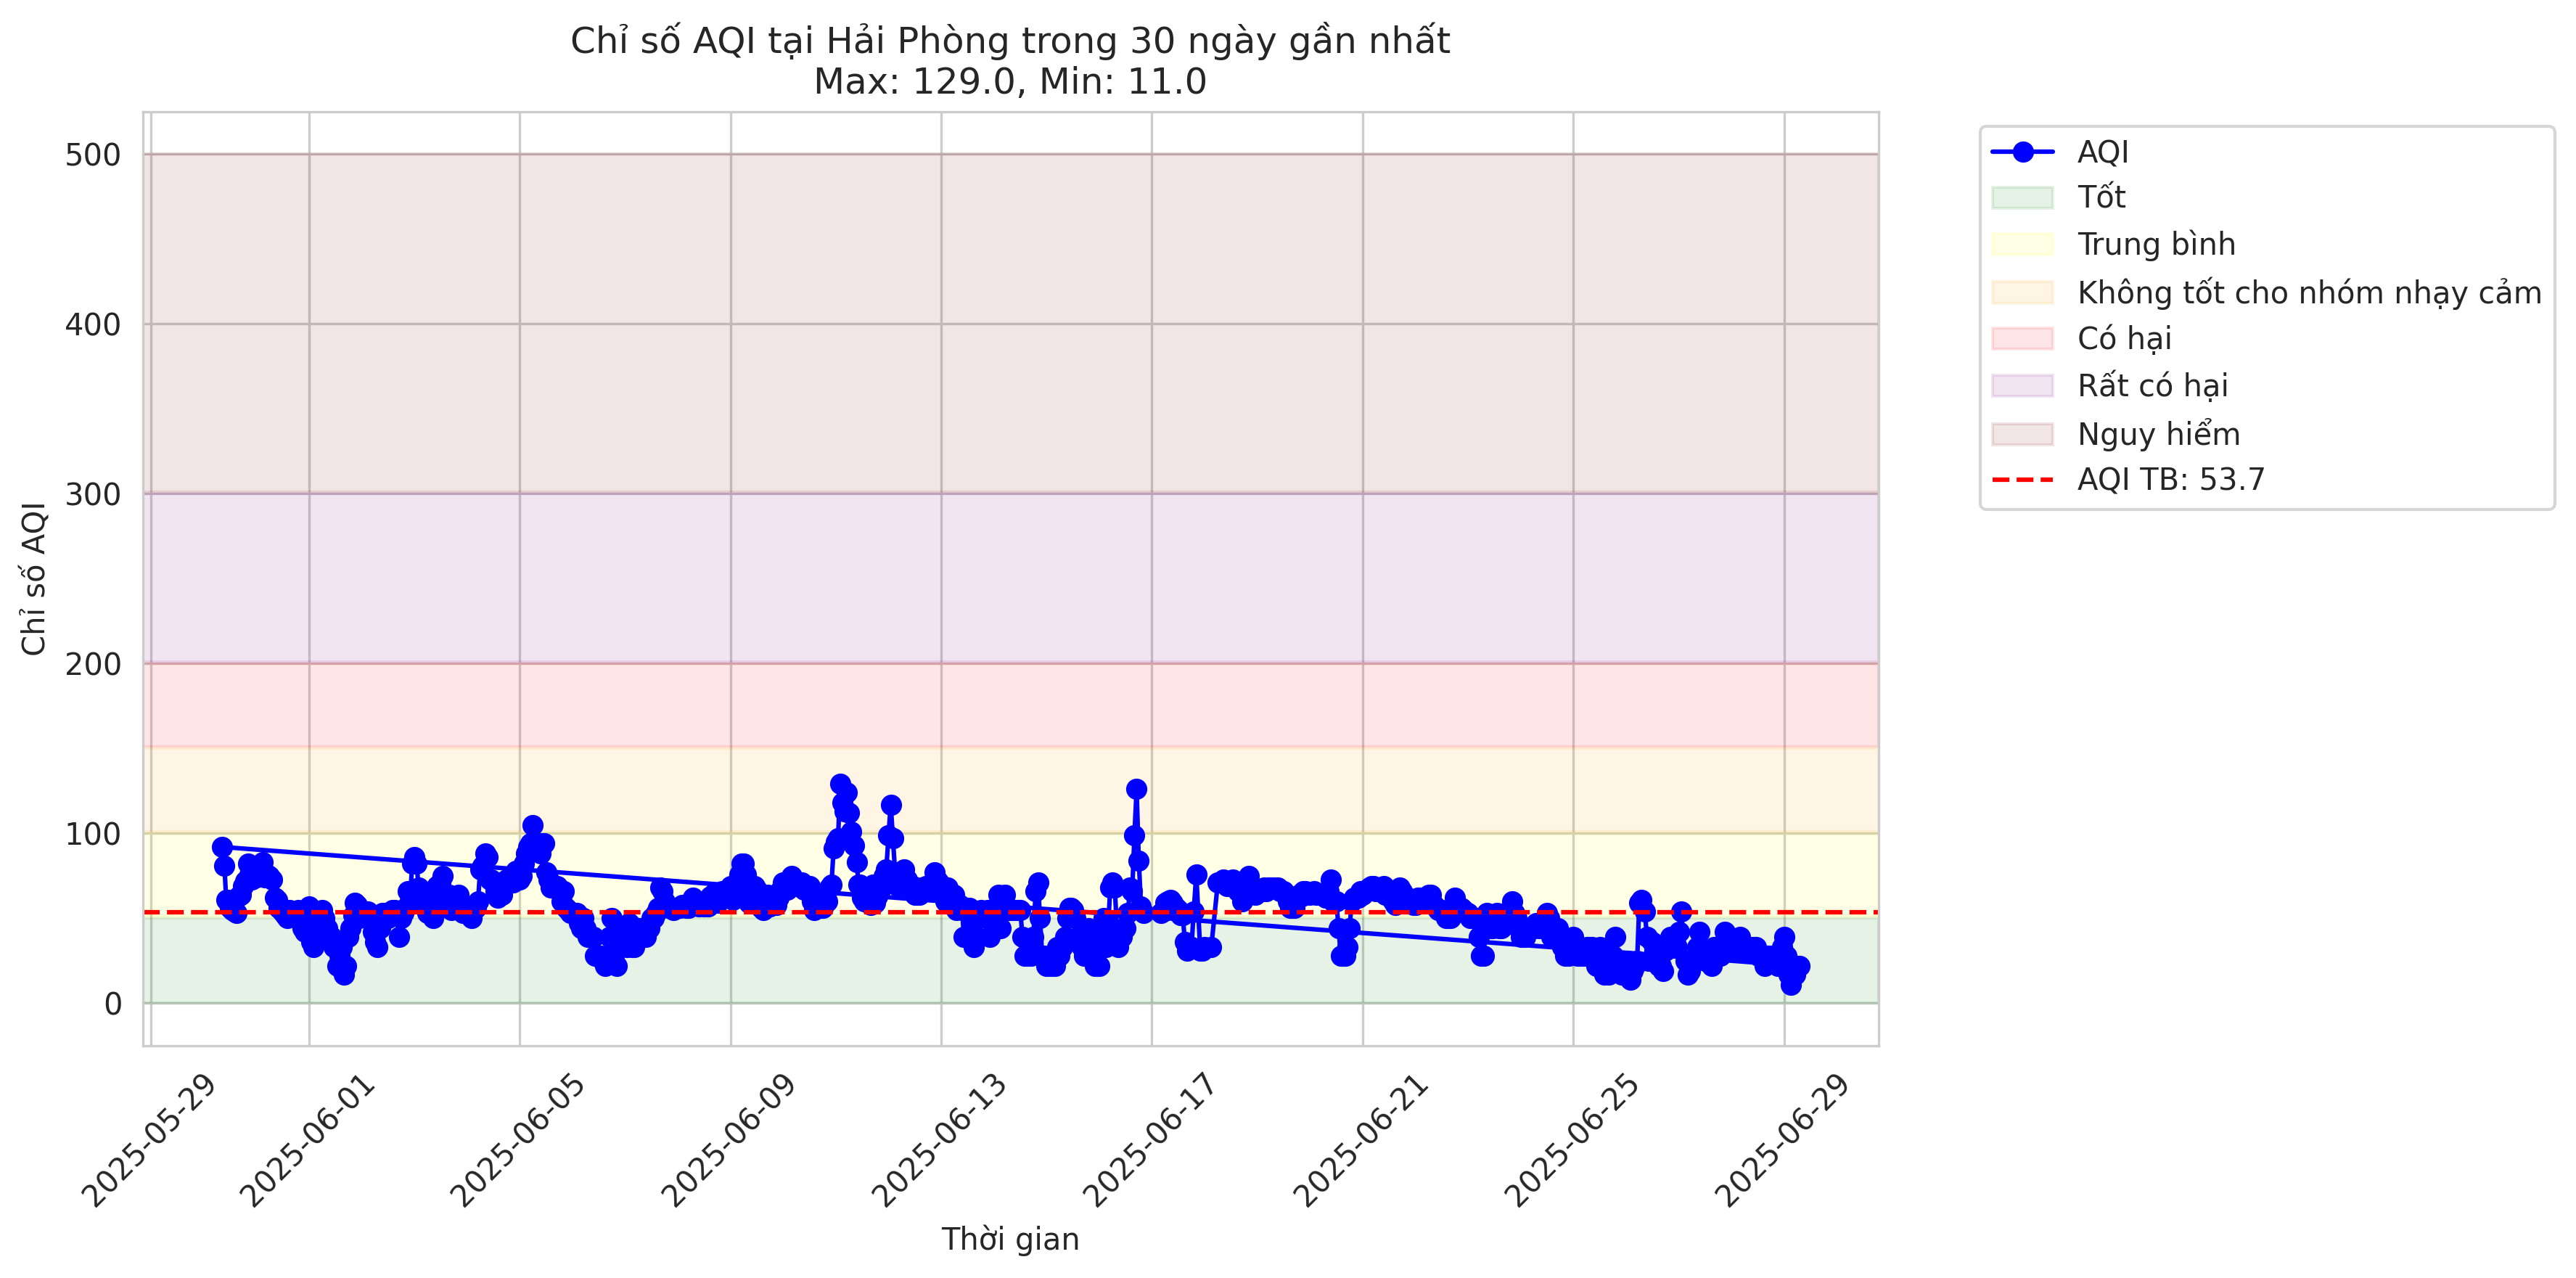 Chỉ số AQI tại Hải Phòng trong 30 ngày gần nhất
Max: 129.0, Min: 11.0
Chỉ số AQI
500
400
300
200
100
0
2025-05-29
2025-06-01
2025-06-05
2025-06-09
2025-06-13
2025-06-17
2025-06-21
2025-06-25
2025-06-29
Thời gian
AQI
Tốt
Trung bình
Không tốt cho nhóm nhạy cảm
Có hại
Rất có hại
Nguy hiểm
AQI TB: 53.7